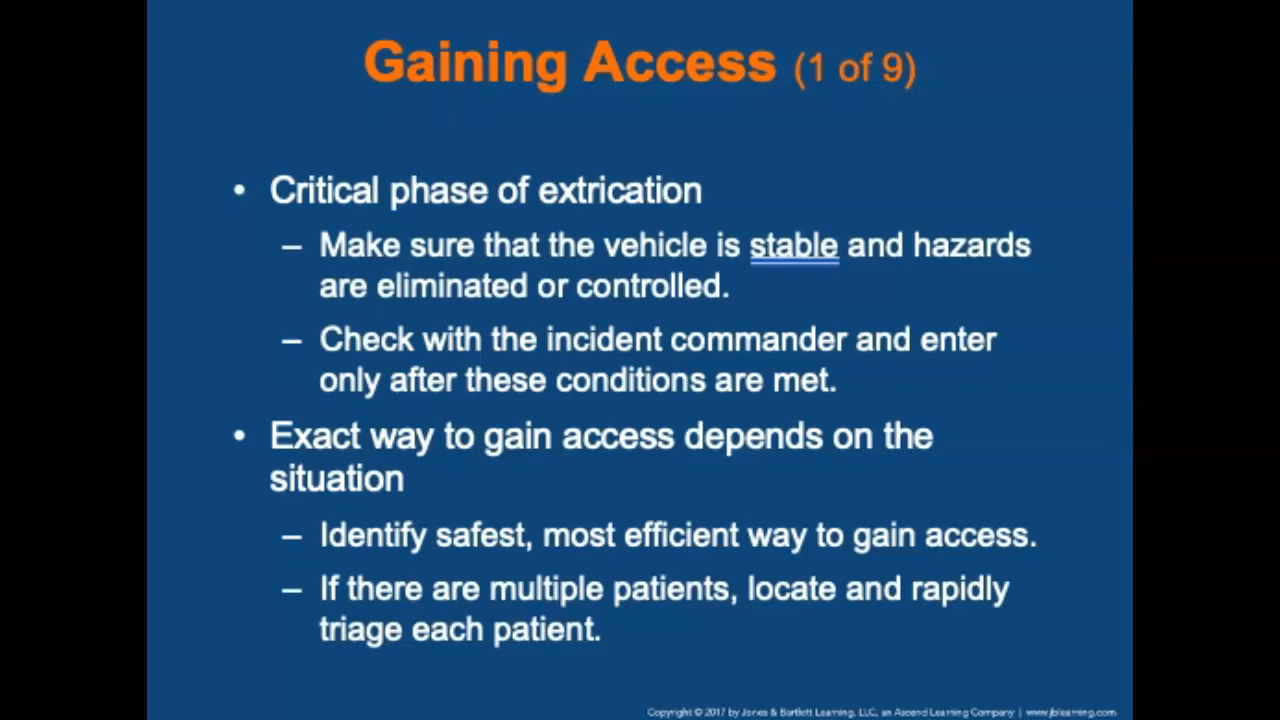 Gaining Access (1 of 9)
• Critical phase of extrication
– Make sure that the vehicle is stable and hazards
are eliminated or controlled.
– Check with the incident commander and enter
only after these conditions are met.
• Exact way to gain access depends on the
situation
– Identify safest, most efficient way to gain access.
– If there are multiple patients, locate and rapidly
triage each patient.
Copyright © 2017 by Jones & Bartlett Learning, LLC, an Ascend Learning Company | www.jblearning.com